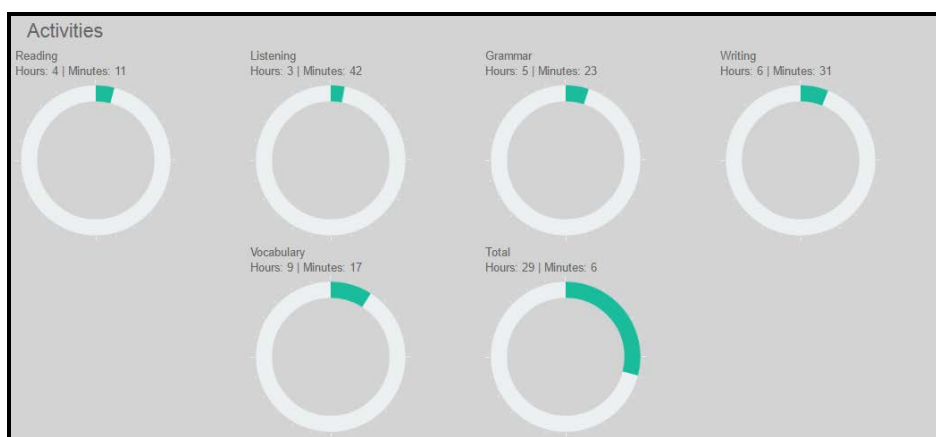 Activities
Reading
Hours: 4 | Minutes: 11
Listening
Hours: 3 | Minutes: 42
Grammar
Hours: 5 | Minutes: 23
Writing
Hours: 6 | Minutes: 31
Vocabulary
Hours: 9 | Minutes: 17
Total
Hours: 29 | Minutes: 6